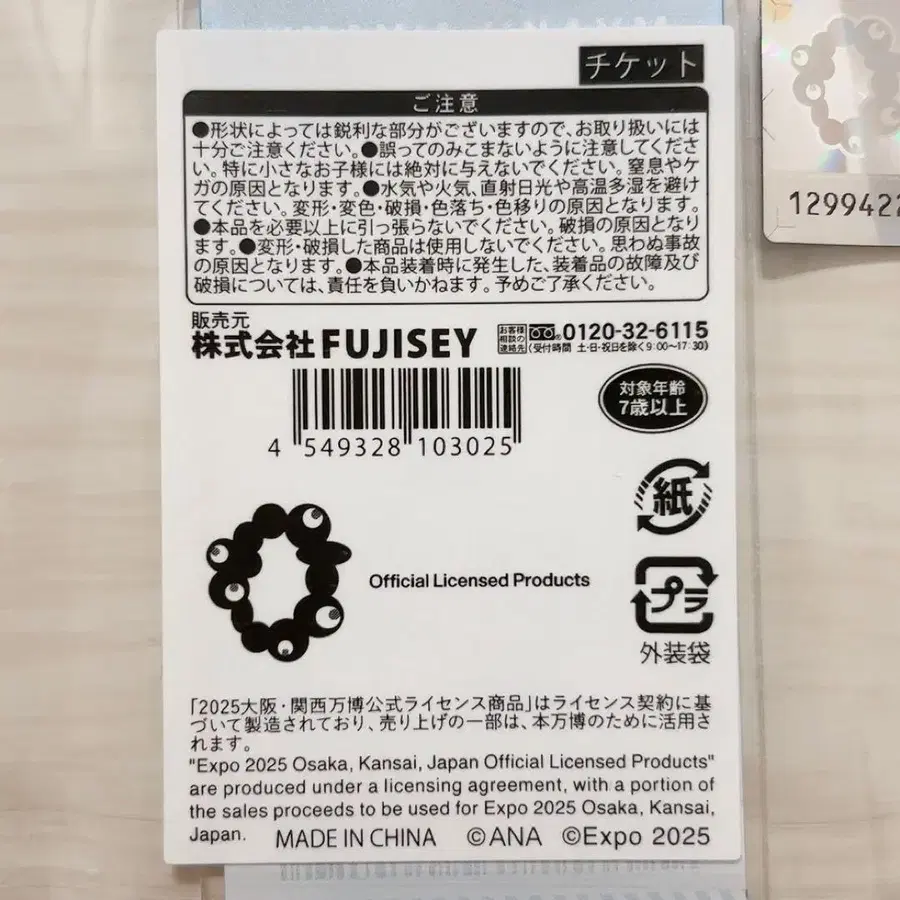 チケット
ご注意
●形状によっては鋭利な部分がございますので、お取り扱いには
十分ご注意ください。●誤ってのみこまないように注意してくださ
い。特に小さなお子様には絶対に与えないでください。窒息やケ
ガの原因となります。●水気や火気、直射日光や高温多湿を避け
てください。変形・変色・破損・色落ち・色移りの原因となります。
●本品を必要以上に引っ張らないでください。破損の原因となり
ます。●変形・破損した商品は使用しないでください。思わぬ事故
の原因となります。●本品装着時に発生した、装着品の故障及び
破損については、責任を負いかねます。予めご了承ください。
販売元
株式会社FUJISEY
お客様
相談の
連絡先
0120-32-6115
(受付時間 土・日・祝日を除く9:00〜17:30)
対象年齢
7歳以上
4 549328 103025
紙
Official Licensed Products
プラ
外装袋
「2025大阪・関西万博公式ライセンス商品」はライセンス契約に基
づいて製造されており、売り上げの一部は、本万博のために活用さ
れます。
"Expo 2025 Osaka, Kansai, Japan Official Licensed Products"
are produced under a licensing agreement, with a portion of
the sales proceeds to be used for Expo 2025 Osaka, Kansai,
Japan. MADE IN CHINA ©ANA ©Expo 2025
1299422